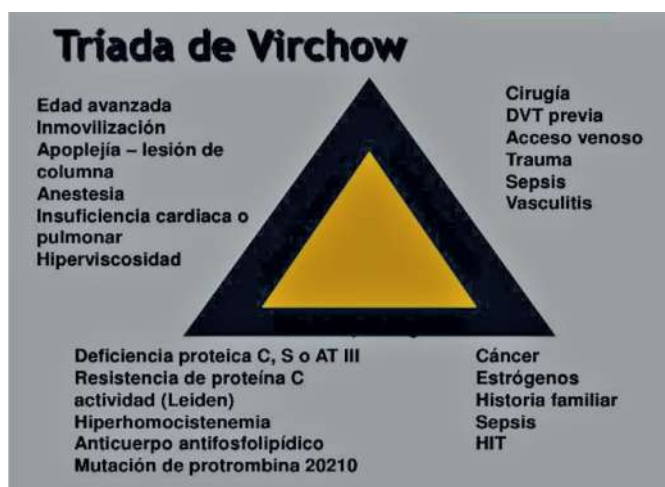 Tríada de Virchow
Edad avanzada
Inmovilización
Apoplejía – lesión de
columna
Anestesia
Insuficiencia cardiaca o
pulmonar
Hiperviscosidad
Cirugía
DVT previa
Acceso venoso
Trauma
Sepsis
Vasculitis
Deficiencia proteica C, S o AT III
Resistencia de proteína C
actividad (Leiden)
Hiperhomocistenemia
Anticuerpo antifosfolipídico
Mutación de protrombina 20210
Cáncer
Estrógenos
Historia familiar
Sepsis
HIT